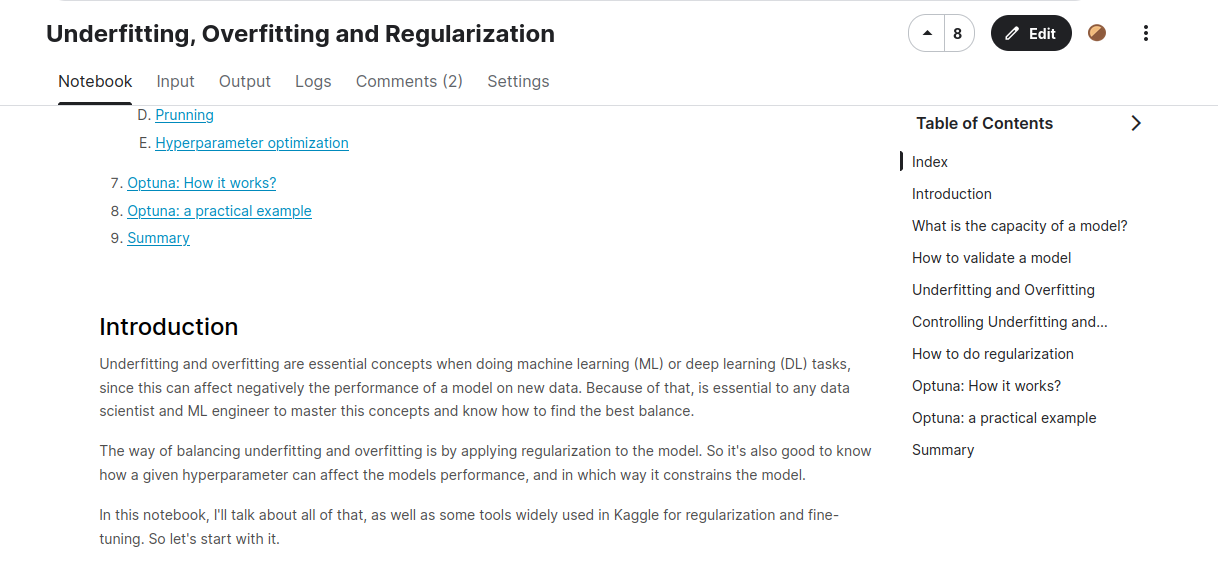 Underfitting, Overfitting and Regularization
8
Edit
Notebook
Input
Output
Logs
Comments (2)
Settings
D. Prunning
E. Hyperparameter optimization
7. Optuna: How it works?
8. Optuna: a practical example
9. Summary
Introduction
Underfitting and overfitting are essential concepts when doing machine learning (ML) or deep learning (DL) tasks,
since this can affect negatively the performance of a model on new data. Because of that, is essential to any data
scientist and ML engineer to master this concepts and know how to find the best balance.
The way of balancing underfitting and overfitting is by applying regularization to the model. So it's also good to know
how a given hyperparameter can affect the models performance, and in which way it constrains the model.
In this notebook, I'll talk about all of that, as well as some tools widely used in Kaggle for regularization and fine-
tuning. So let's start with it.
Table of Contents
Index
Introduction
What is the capacity of a model?
How to validate a model
Underfitting and Overfitting
Controlling Underfitting and...
How to do regularization
Optuna: How it works?
Optuna: a practical example
Summary